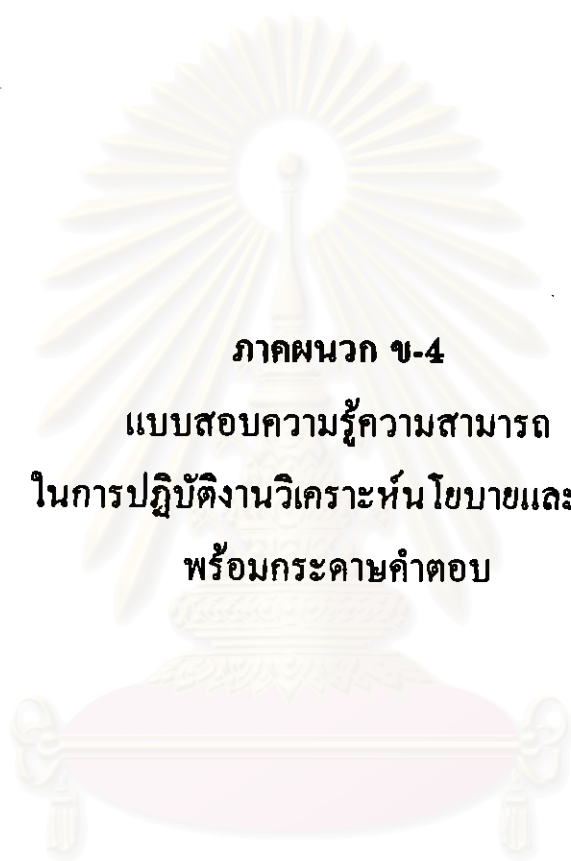 ภาคผนวก ข-4
แบบสอบความรู้ความสามารถ
ในการปฏิบัติงานวิเคราะห์นโยบายและ
พร้อมกระดาษคำตอบ